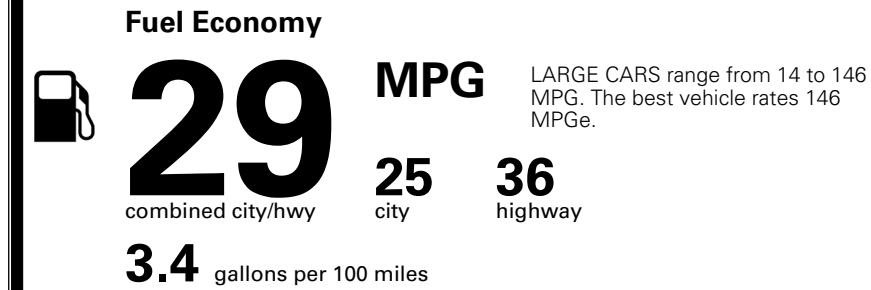 Fuel Economy
29
MPG
LARGE CARS range from 14 to 146
MPG. The best vehicle rates 146
MPGe.
combined city/hwy
25
city
36
highway
3.4 gallons per 100 miles